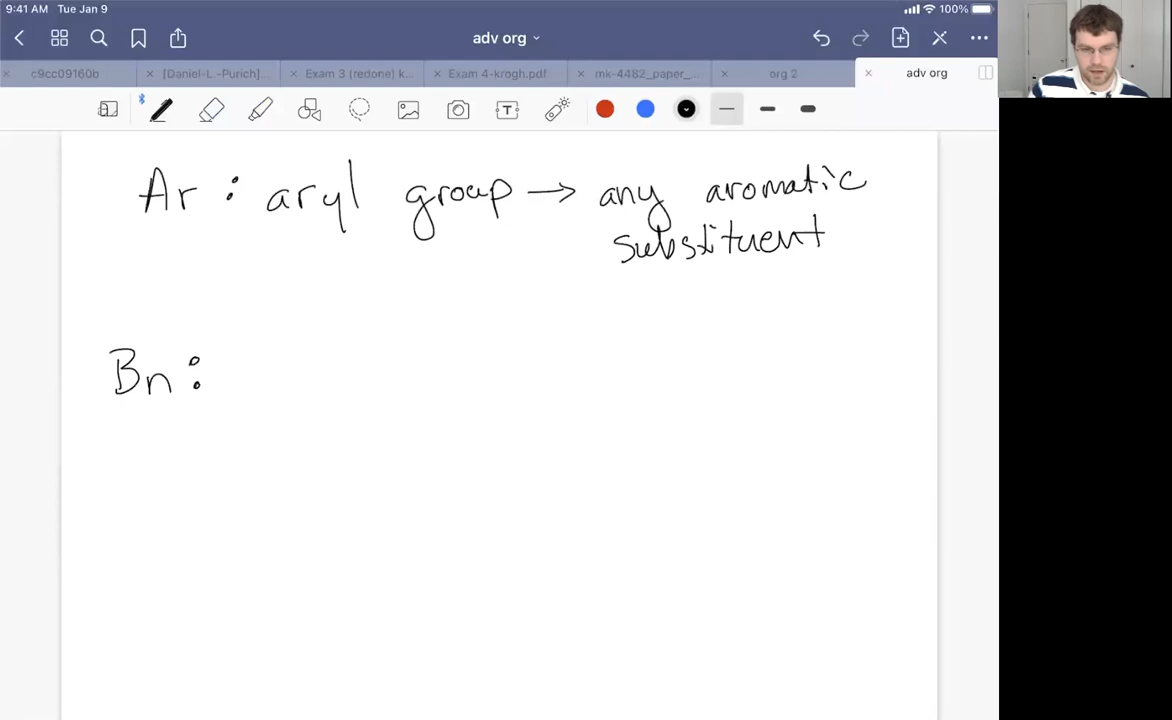 9:41 AM Tue Jan 9 100%
adv org
c9cc09160b [Daniel-L.-Purich]... Exam 3 (redone) k... Exam 4-krogh.pdf mk-4482_paper_... org 2 adv org
Ar : aryl group → any aromatic
substituent
Bn :